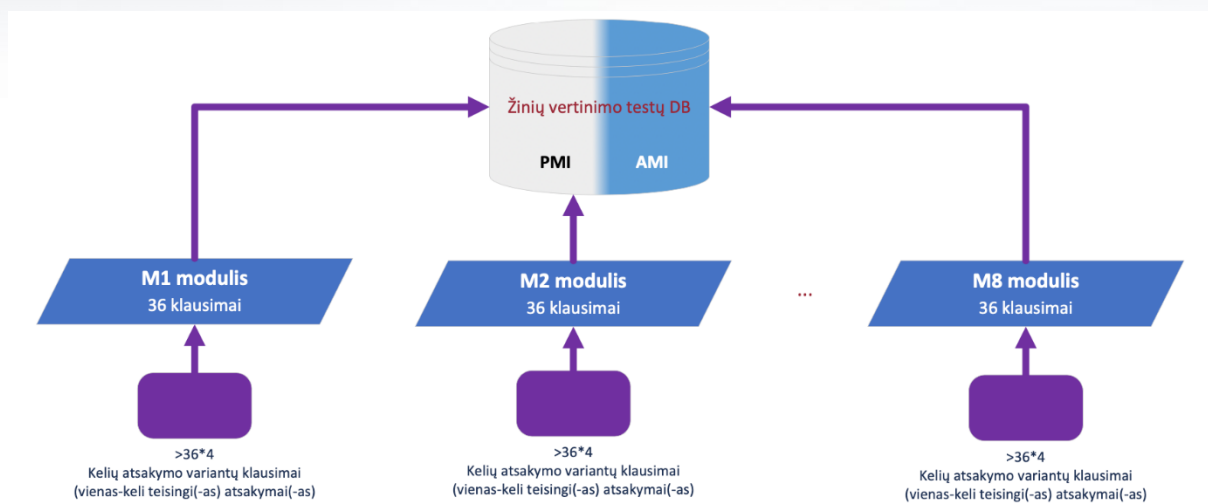 Žinių vertinimo testų DB
PMI
AMI
M1 modulis
36 klausimai
M2 modulis
36 klausimai
...
M8 modulis
36 klausimai
>36*4
Kelių atsakymo variantų klausimai
(vienas-keli teisingi(-as) atsakymai(-as)
>36*4
Kelių atsakymo variantų klausimai
(vienas-keli teisingi(-as) atsakymai(-as)
>36*4
Kelių atsakymo variantų klausimai
(vienas-keli teisingi(-as) atsakymai(-as)